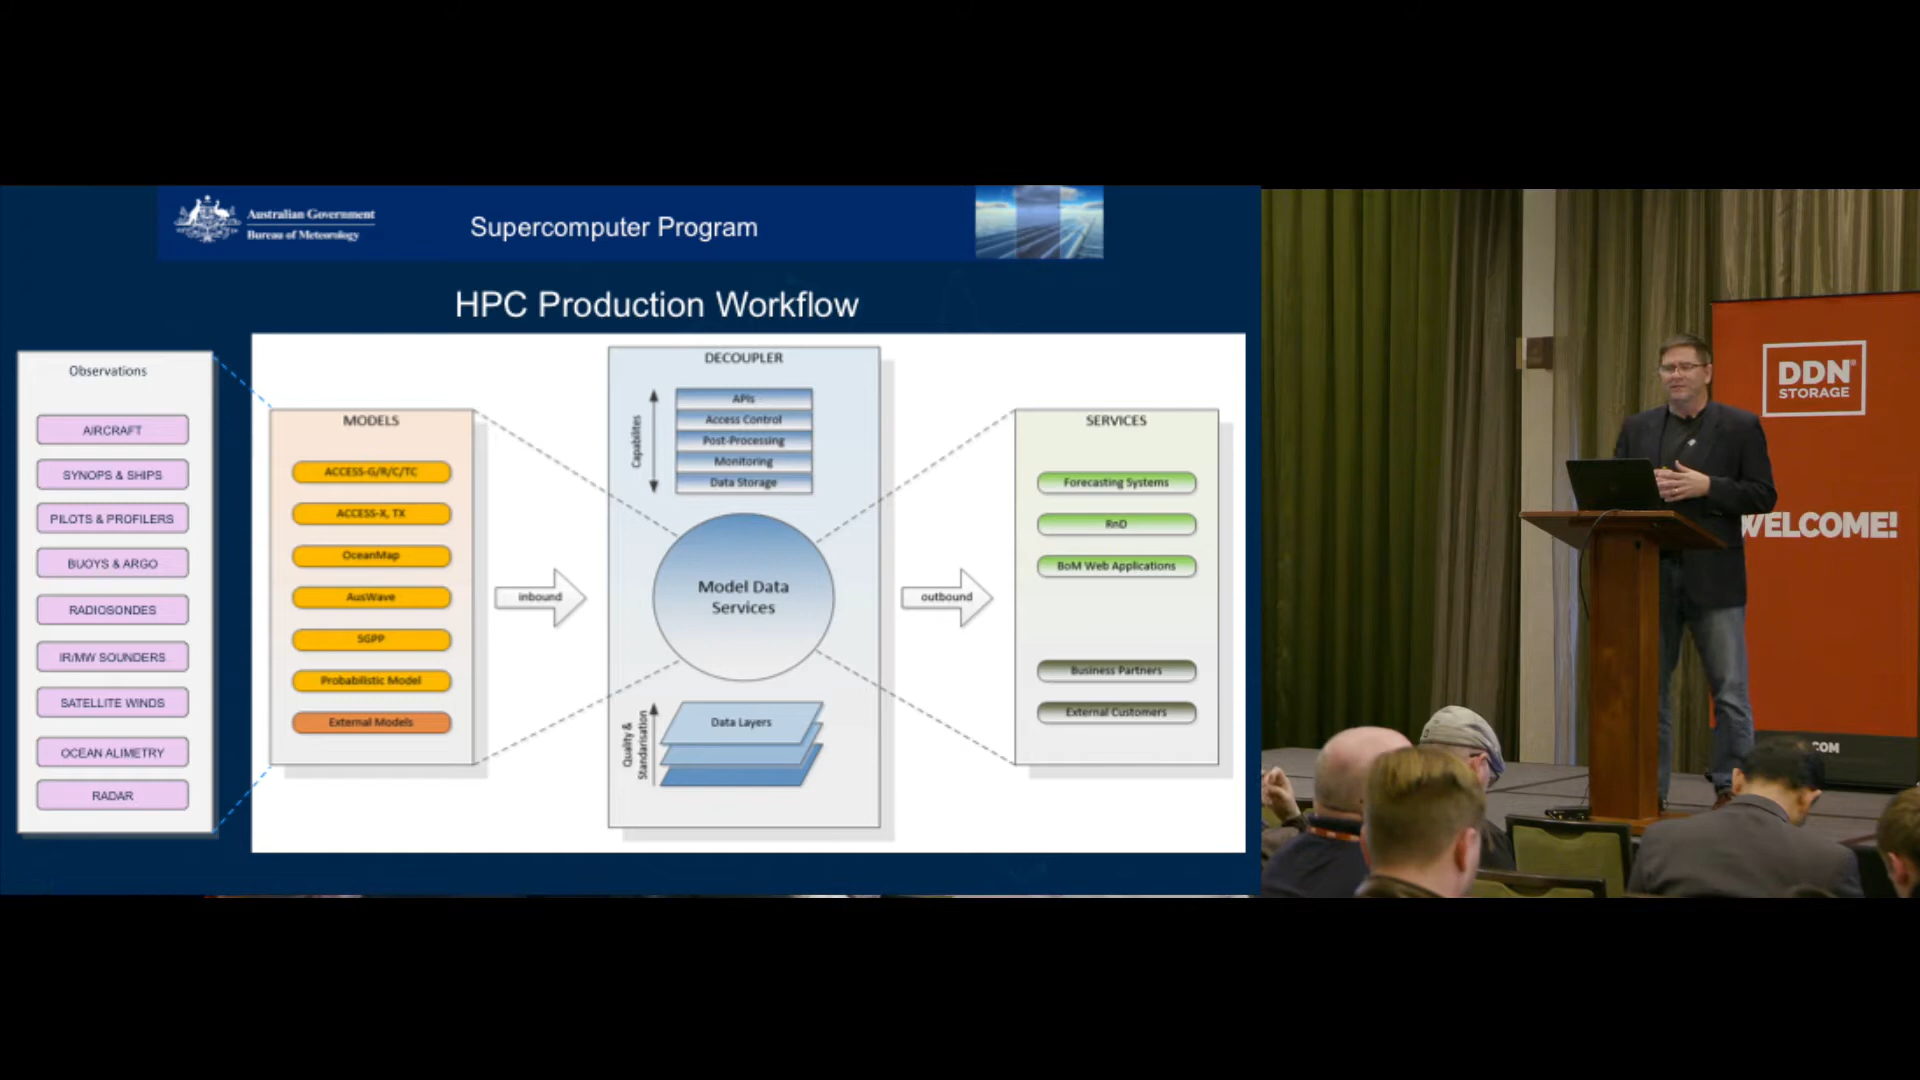 Australian Government
Bureau of Meteorology
Supercomputer Program
HPC Production Workflow
Observations
AIRCRAFT
SYNOPS & SHIPS
PILOTS & PROFILERS
BUOYS & ARGO
RADIOSONDES
IR/MW SOUNDERS
SATELLITE WINDS
OCEAN ALIMETRY
RADAR
MODELS
ACCESS-G/R/C/TC
ACCESS-X, TX
OceanMap
AusWave
SGPP
Probabilistic Model
External Models
inbound
DECOUPLER
Capabilites
APIs
Access Control
Post-Processing
Monitoring
Data Storage
Model Data
Services
Quality &
Standarisation
Data Layers
outbound
SERVICES
Forecasting Systems
RnD
BoM Web Applications
Business Partners
External Customers
DDN®
STORAGE
WELCOME!
.COM